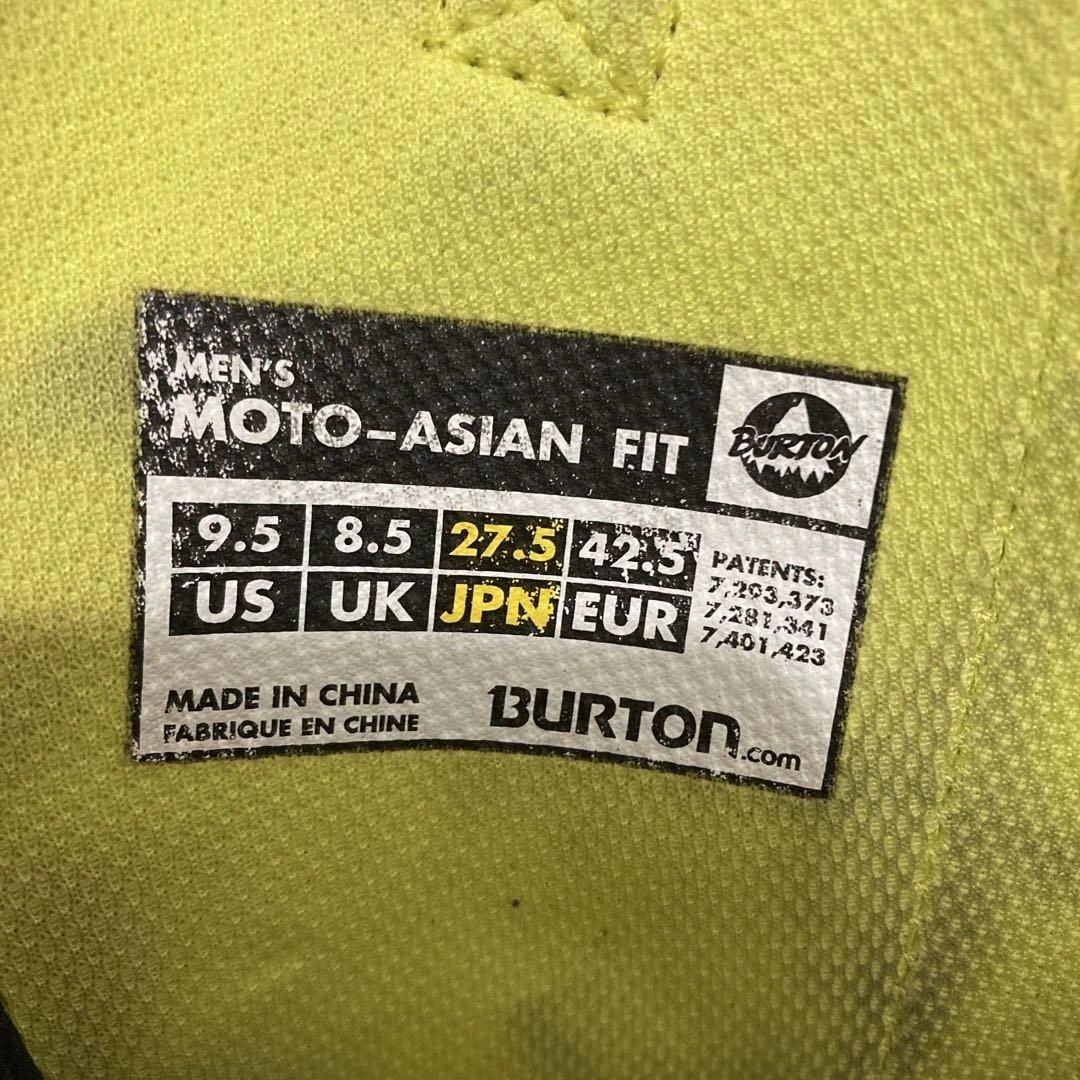 MEN'S
MOTO-ASIAN FIT
BURTON
9.5 8.5 27.5 42.5
US UK JPN EUR
PATENTS:
7,293,373
7,281,341
7,401,423
MADE IN CHINA
FABRIQUE EN CHINE
BURTON.com